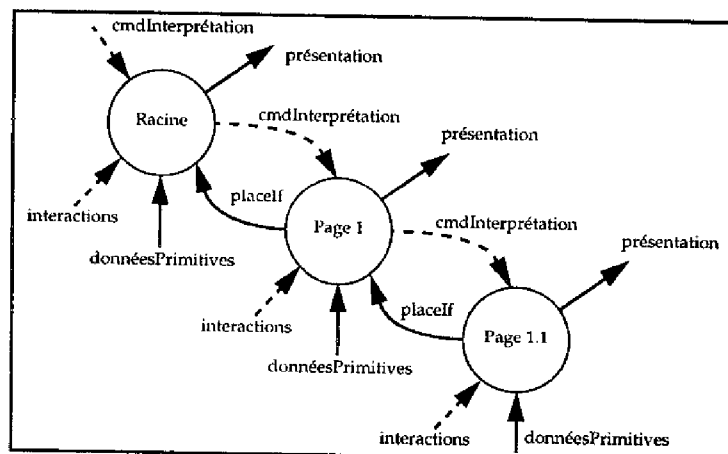 cmdInterprétation
présentation
Racine
cmdInterprétation
présentation
interactions
placeIf
Page 1
cmdInterprétation
présentation
donnéesPrimitives
interactions
placeIf
Page 1.1
donnéesPrimitives
interactions
donnéesPrimitives